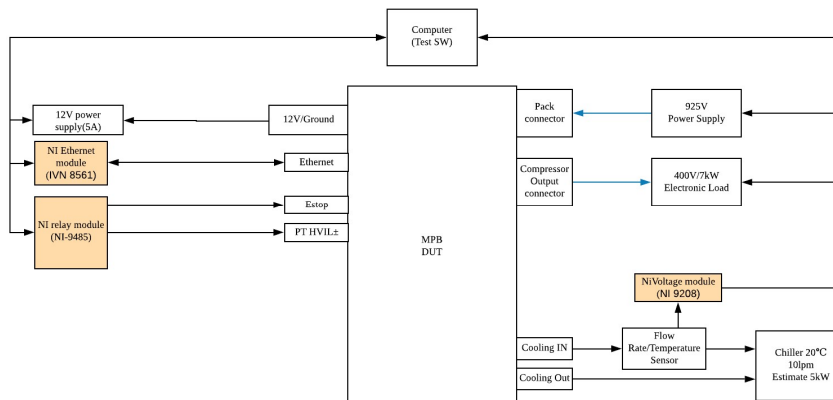 Computer
(Test SW)
12V power
supply(5A)
12V/Ground
Pack
connector
925V
Power Supply
NI Ethernet
module
(IVN 8561)
Ethernet
Compressor
Output
connector
400V/7kW
Electronic Load
NI relay module
(NI-9485)
Estop
PT HVIL±
MPB
DUT
NiVoltage module
(NI 9208)
Cooling IN
Flow
Rate/Temperature
Sensor
Chiller 20℃
10lpm
Estimate 5kW
Cooling Out